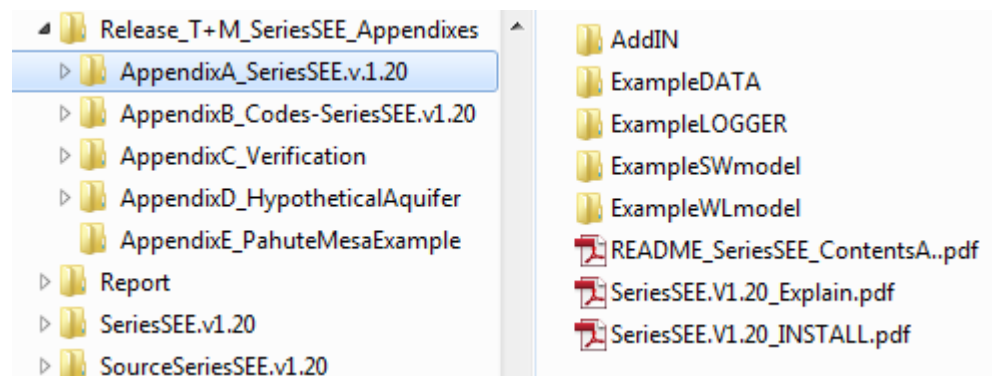 Release_T+M_SeriesSEE_Appendixes
AppendixA_SeriesSEE.v.1.20
AppendixB_Codes-SeriesSEE.v1.20
AppendixC_Verification
AppendixD_HypotheticalAquifer
AppendixE_PahuteMesaExample
Report
SeriesSEE.v1.20
SourceSeriesSEE.v1.20
AddIN
ExampleDATA
ExampleLOGGER
ExampleSWmodel
ExampleWLmodel
README_SeriesSEE_ContentsA..pdf
SeriesSEE.V1.20_Explain.pdf
SeriesSEE.V1.20_INSTALL.pdf